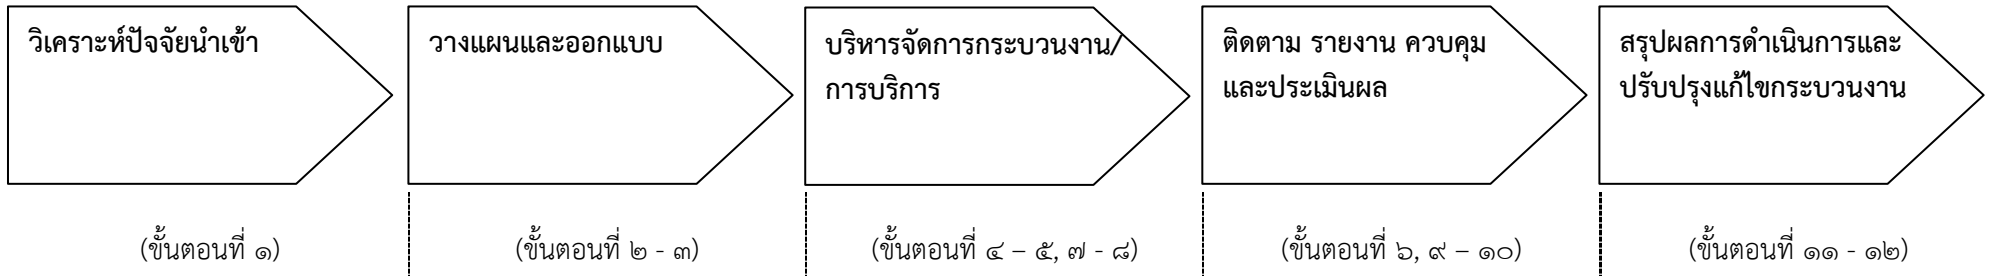 วิเคราะห์ปัจจัยนำเข้า
วางแผนและออกแบบ
บริหารจัดการกระบวนงาน/
การบริการ
ติดตาม รายงาน ควบคุม
และประเมินผล
สรุปผลการดำเนินการและ
ปรับปรุงแก้ไขกระบวนงาน
(ขั้นตอนที่ ๑)
(ขั้นตอนที่ ๒ - ๓)
(ขั้นตอนที่ ๔ – ๕, ๗ - ๘)
(ขั้นตอนที่ ๖, ๙ – ๑๐)
(ขั้นตอนที่ ๑๑ - ๑๒)